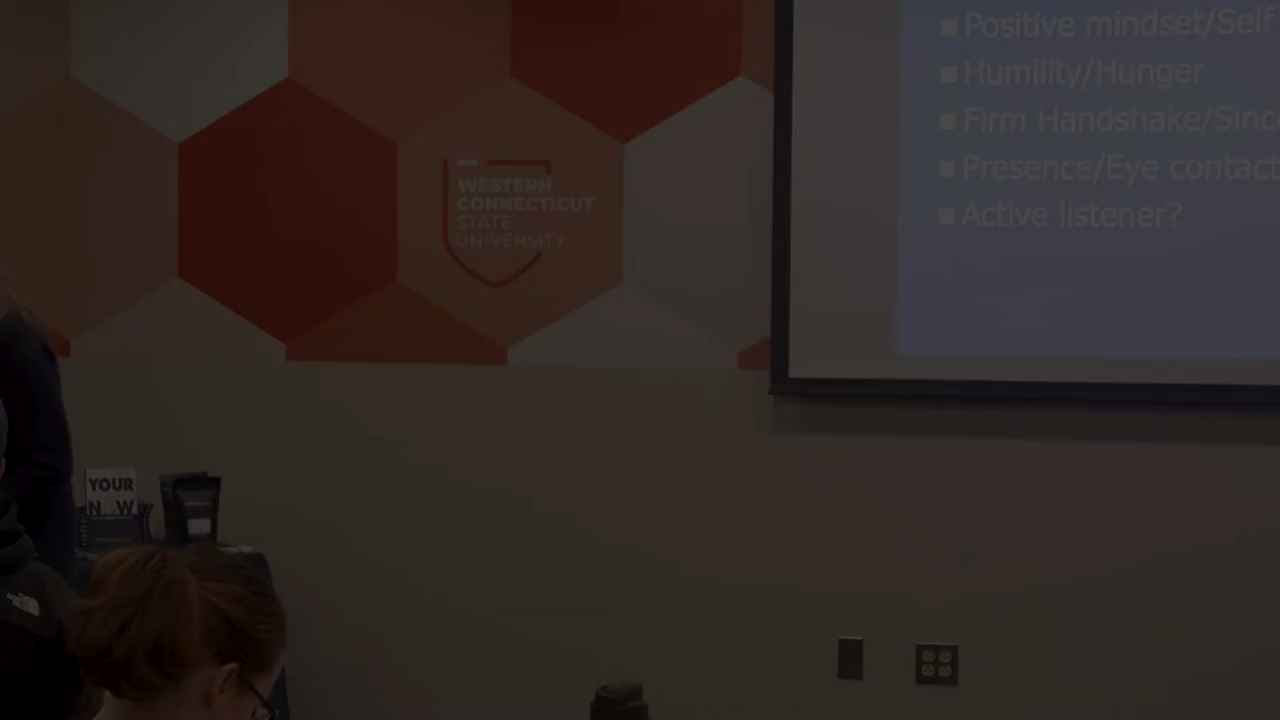 Positive mindset/Self
Humility/Hunger
Firm Handshake/Sinc
Presence/Eye contact
Active listener?
WESTERN
CONNECTICUT
STATE
UNIVERSITY
YOUR
N W